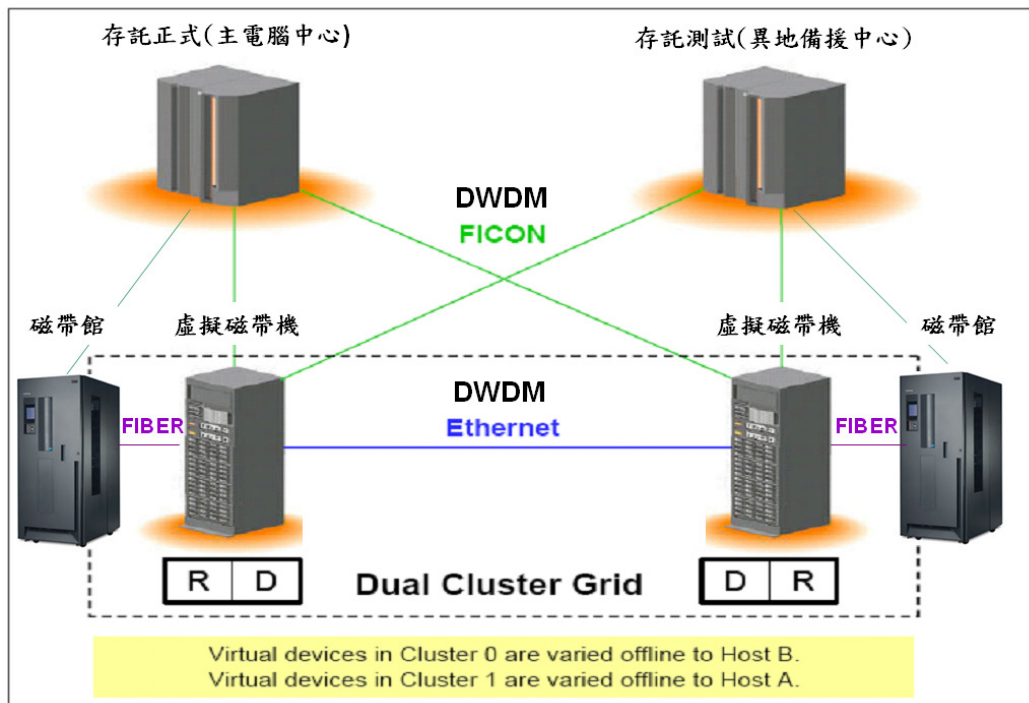 存託正式(主電腦中心)
存託測試(異地備援中心)
DWDM
FICON
磁帶館
虛擬磁帶機
虛擬磁帶機
磁帶館
DWDM
Ethernet
FIBER
FIBER
R D
Dual Cluster Grid
D R
Virtual devices in Cluster 0 are varied offline to Host B.
Virtual devices in Cluster 1 are varied offline to Host A.